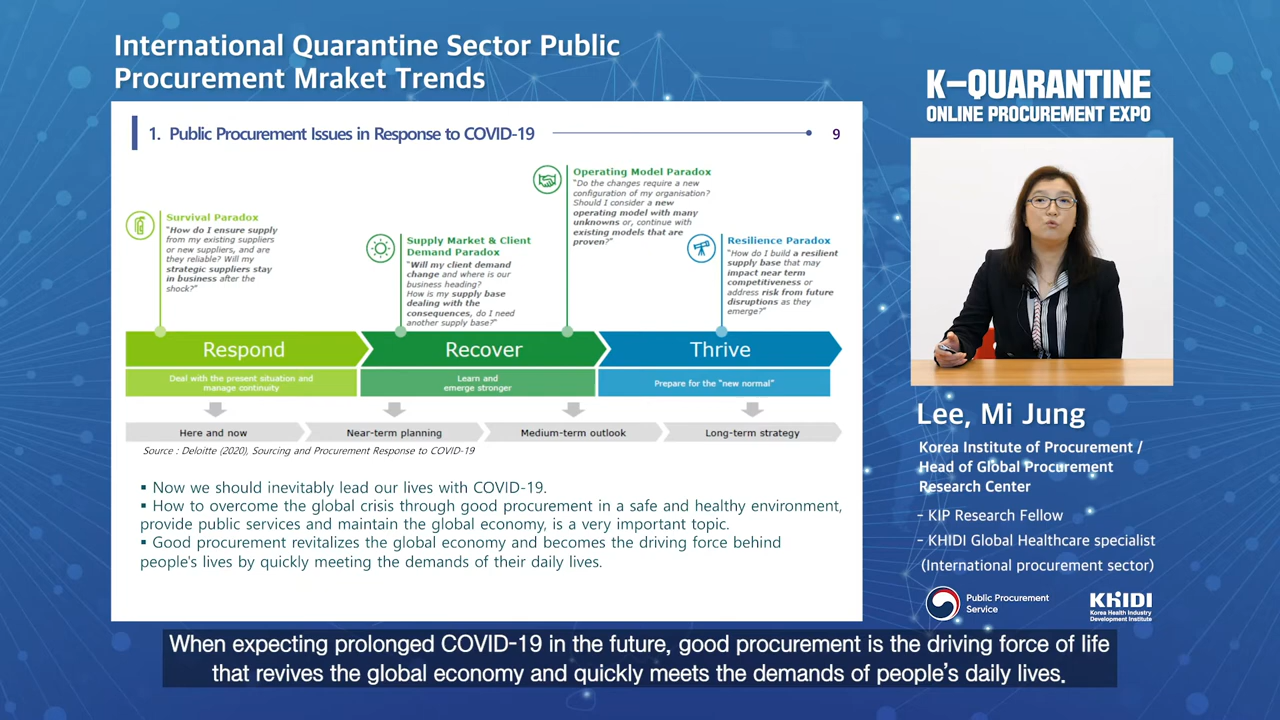 International Quarantine Sector Public
Procurement Mraket Trends
K-QUARANTINE
ONLINE PROCUREMENT EXPO
1. Public Procurement Issues in Response to COVID-19
9
Survival Paradox
"How do I ensure supply
from my existing suppliers
or new suppliers, and are
they reliable? Will my
strategic suppliers stay
in business after the
shock?"
Supply Market & Client
Demand Paradox
"Will my client demand
change and where is our
business heading?
How is my supply base
dealing with the
consequences, do I need
another supply base?"
Operating Model Paradox
"Do the changes require a new
configuration of my organisation?
Should I consider a new
operating model with many
unknowns or, continue with
existing models that are
proven?"
Resilience Paradox
"How do I build a resilient
supply base that may
impact near term
competitiveness or
address risk from future
disruptions as they
emerge?"
Respond
Recover
Thrive
Deal with the present situation and
manage continuity
Learn and
emerge stronger
Prepare for the "new normal"
Here and now
Near-term planning
Medium-term outlook
Long-term strategy
Source : Deloitte (2020), Sourcing and Procurement Response to COVID-19
▪ Now we should inevitably lead our lives with COVID-19.
▪ How to overcome the global crisis through good procurement in a safe and healthy environment,
provide public services and maintain the global economy, is a very important topic.
▪ Good procurement revitalizes the global economy and becomes the driving force behind
people's lives by quickly meeting the demands of their daily lives.
Lee, Mi Jung
Korea Institute of Procurement /
Head of Global Procurement
Research Center
- KIP Research Fellow
- KHIDI Global Healthcare specialist
(International procurement sector)
Public Procurement
Service
KHIDI
Korea Health Industry
Development Institute
When expecting prolonged COVID-19 in the future, good procurement is the driving force of life
that revives the global economy and quickly meets the demands of people's daily lives.